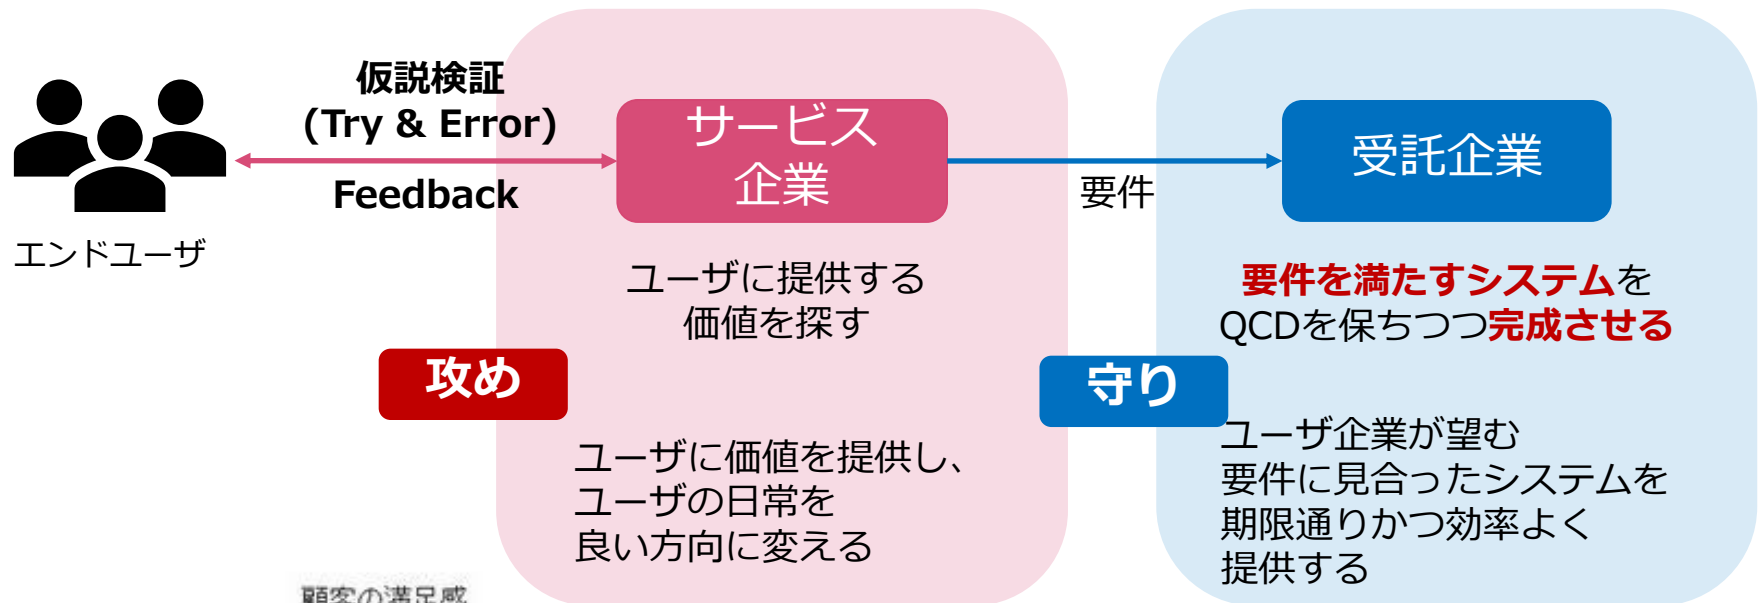 仮説検証
(Try & Error)
Feedback
エンドユーザ
サービス
企業
ユーザに提供する
価値を探す
攻め
ユーザに価値を提供し、
ユーザの日常を
良い方向に変える
要件
受託企業
要件を満たすシステムを
QCDを保ちつつ完成させる
守り
ユーザ企業が望む
要件に見合ったシステムを
期限通りかつ効率よく
提供する
顧客の満足感